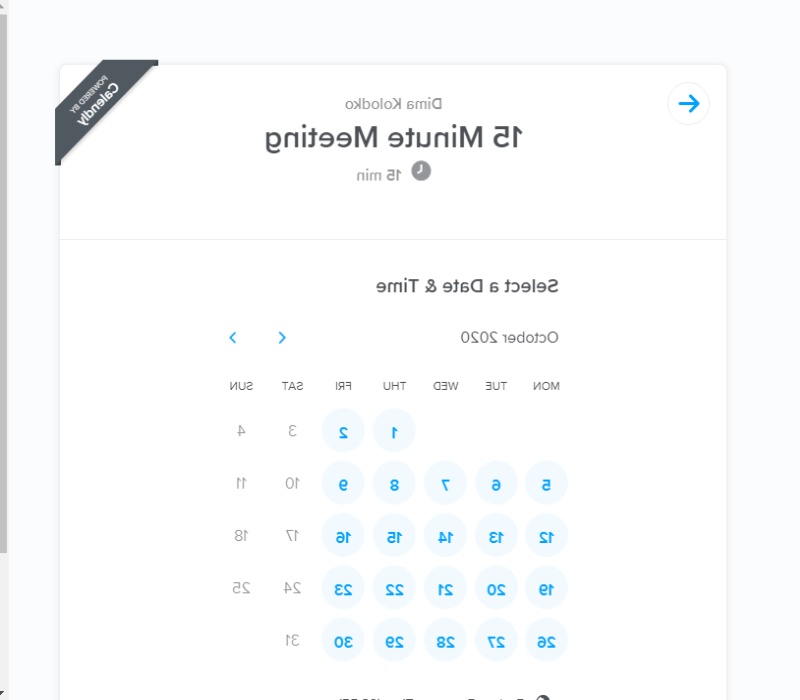 POWERED BY
Calendly
Dima Kolodko
15 Minute Meeting
15 min
Select a Date & Time
October 2020
MON TUE WED THU FRI SAT SUN
1 2 3 4
5 6 7 8 9 10 11
12 13 14 15 16 17 18
19 20 21 22 23 24 25
26 27 28 29 30 31